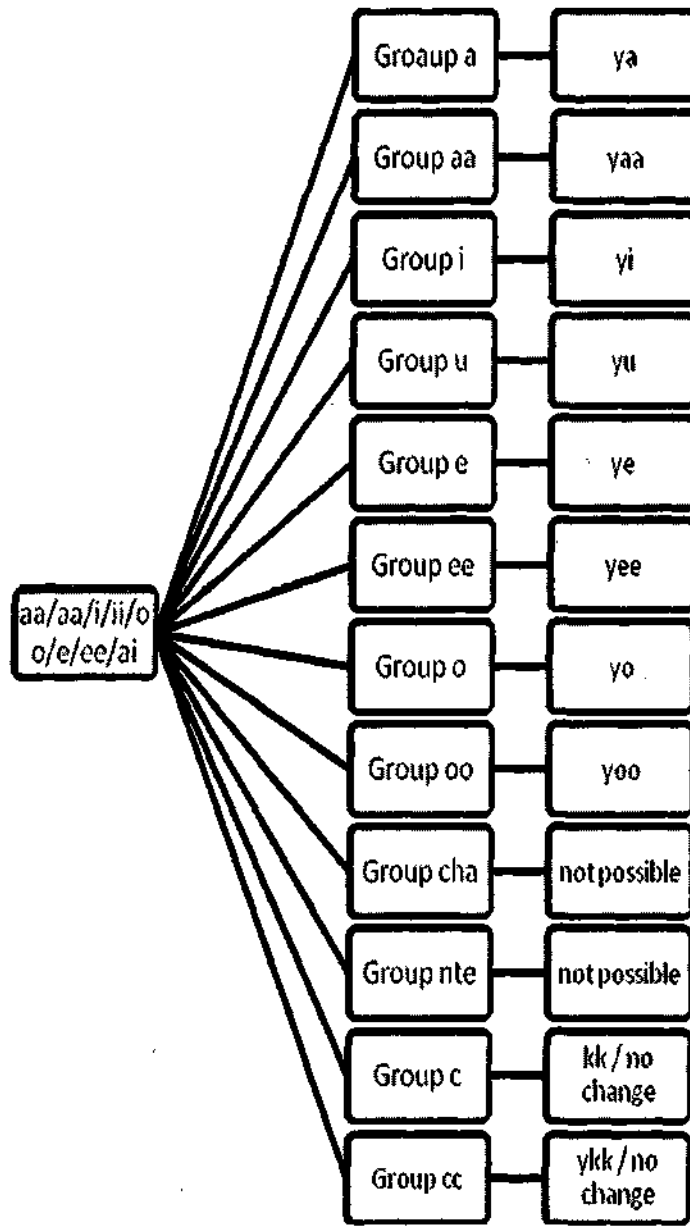 Groaup a
ya
Group aa
yaa
Group i
yi
Group u
yu
Group e
ye
Group ee
yee
aa/aa/i/ii/o
o/e/ee/ai
Group o
yo
Group oo
yoo
Group cha
not possible
Group nte
not possible
Group c
kk / no
change
Group cc
ykk / no
change